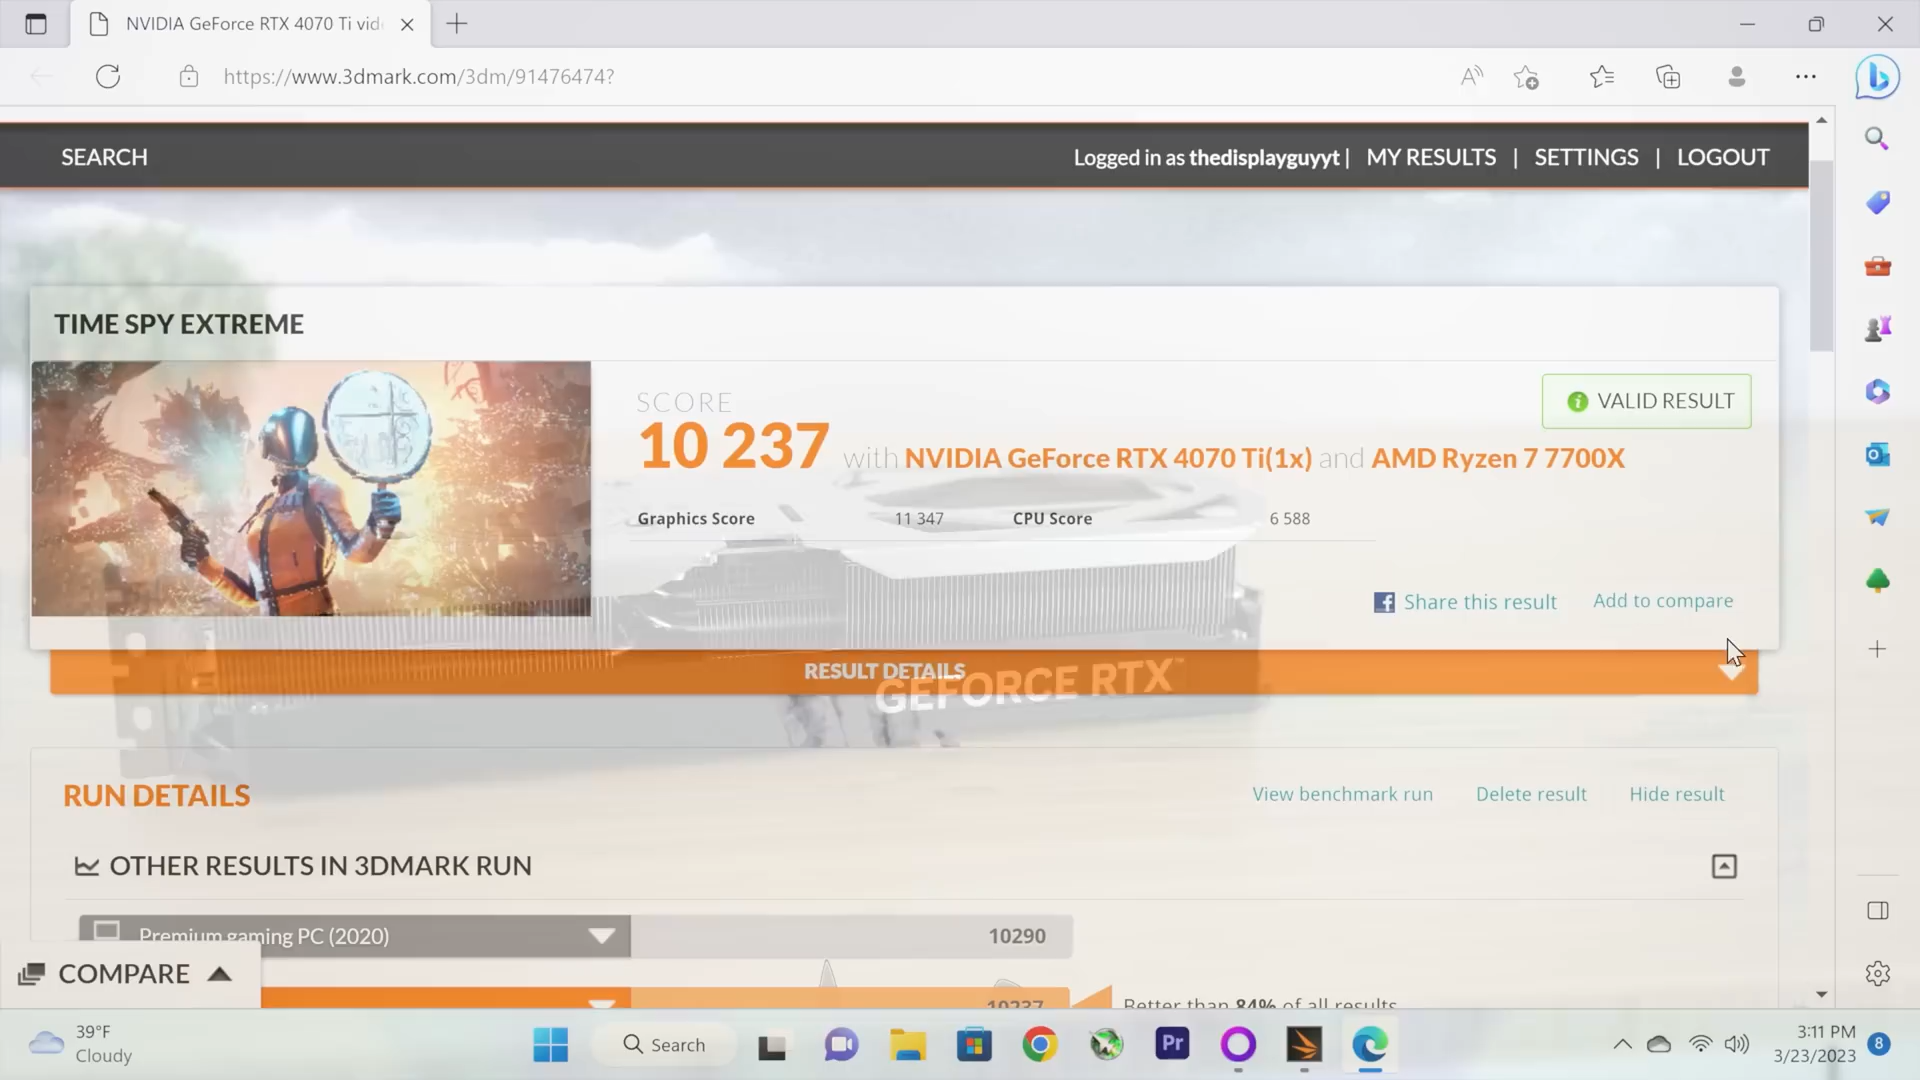 NVIDIA GeForce RTX 4070 Ti vid
https://www.3dmark.com/3dm/91476474?
SEARCH
Logged in as thedisplayguyyt | MY RESULTS | SETTINGS | LOGOUT
TIME SPY EXTREME
SCORE
VALID RESULT
10 237 with NVIDIA GeForce RTX 4070 Ti(1x) and AMD Ryzen 7 7700X
Graphics Score 11 347 CPU Score 6 588
Share this result Add to compare
RESULT DETAILS
GEFORCE RTX™
RUN DETAILS
View benchmark run Delete result Hide result
OTHER RESULTS IN 3DMARK RUN
Premium gaming PC (2020) 10290
COMPARE
10237 Better than 84% of all results
39°F
Cloudy
Search
Pr
3:11 PM
3/23/2023
8